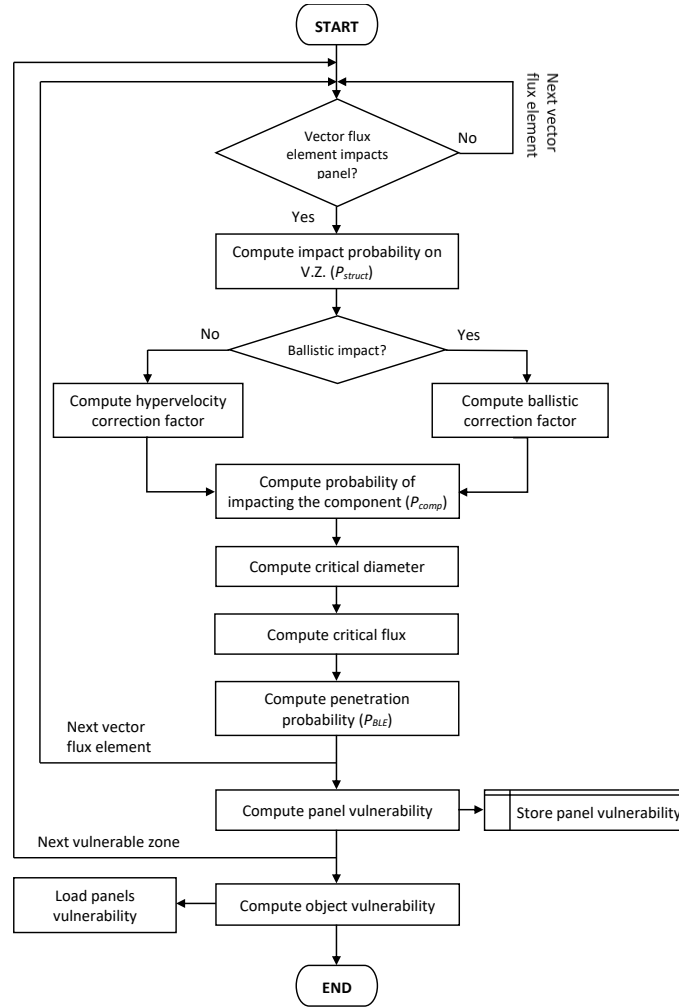 START
Next vector
flux element
Vector flux
element impacts
panel?
No
Yes
Compute impact probability on
V.Z. (Pstruct)
No
Yes
Ballistic impact?
Compute hypervelocity
correction factor
Compute ballistic
correction factor
Compute probability of
impacting the component (Pcomp)
Compute critical diameter
Compute critical flux
Compute penetration
probability (PBLE)
Next vector
flux element
Compute panel vulnerability
Store panel vulnerability
Next vulnerable zone
Load panels
vulnerability
Compute object vulnerability
END